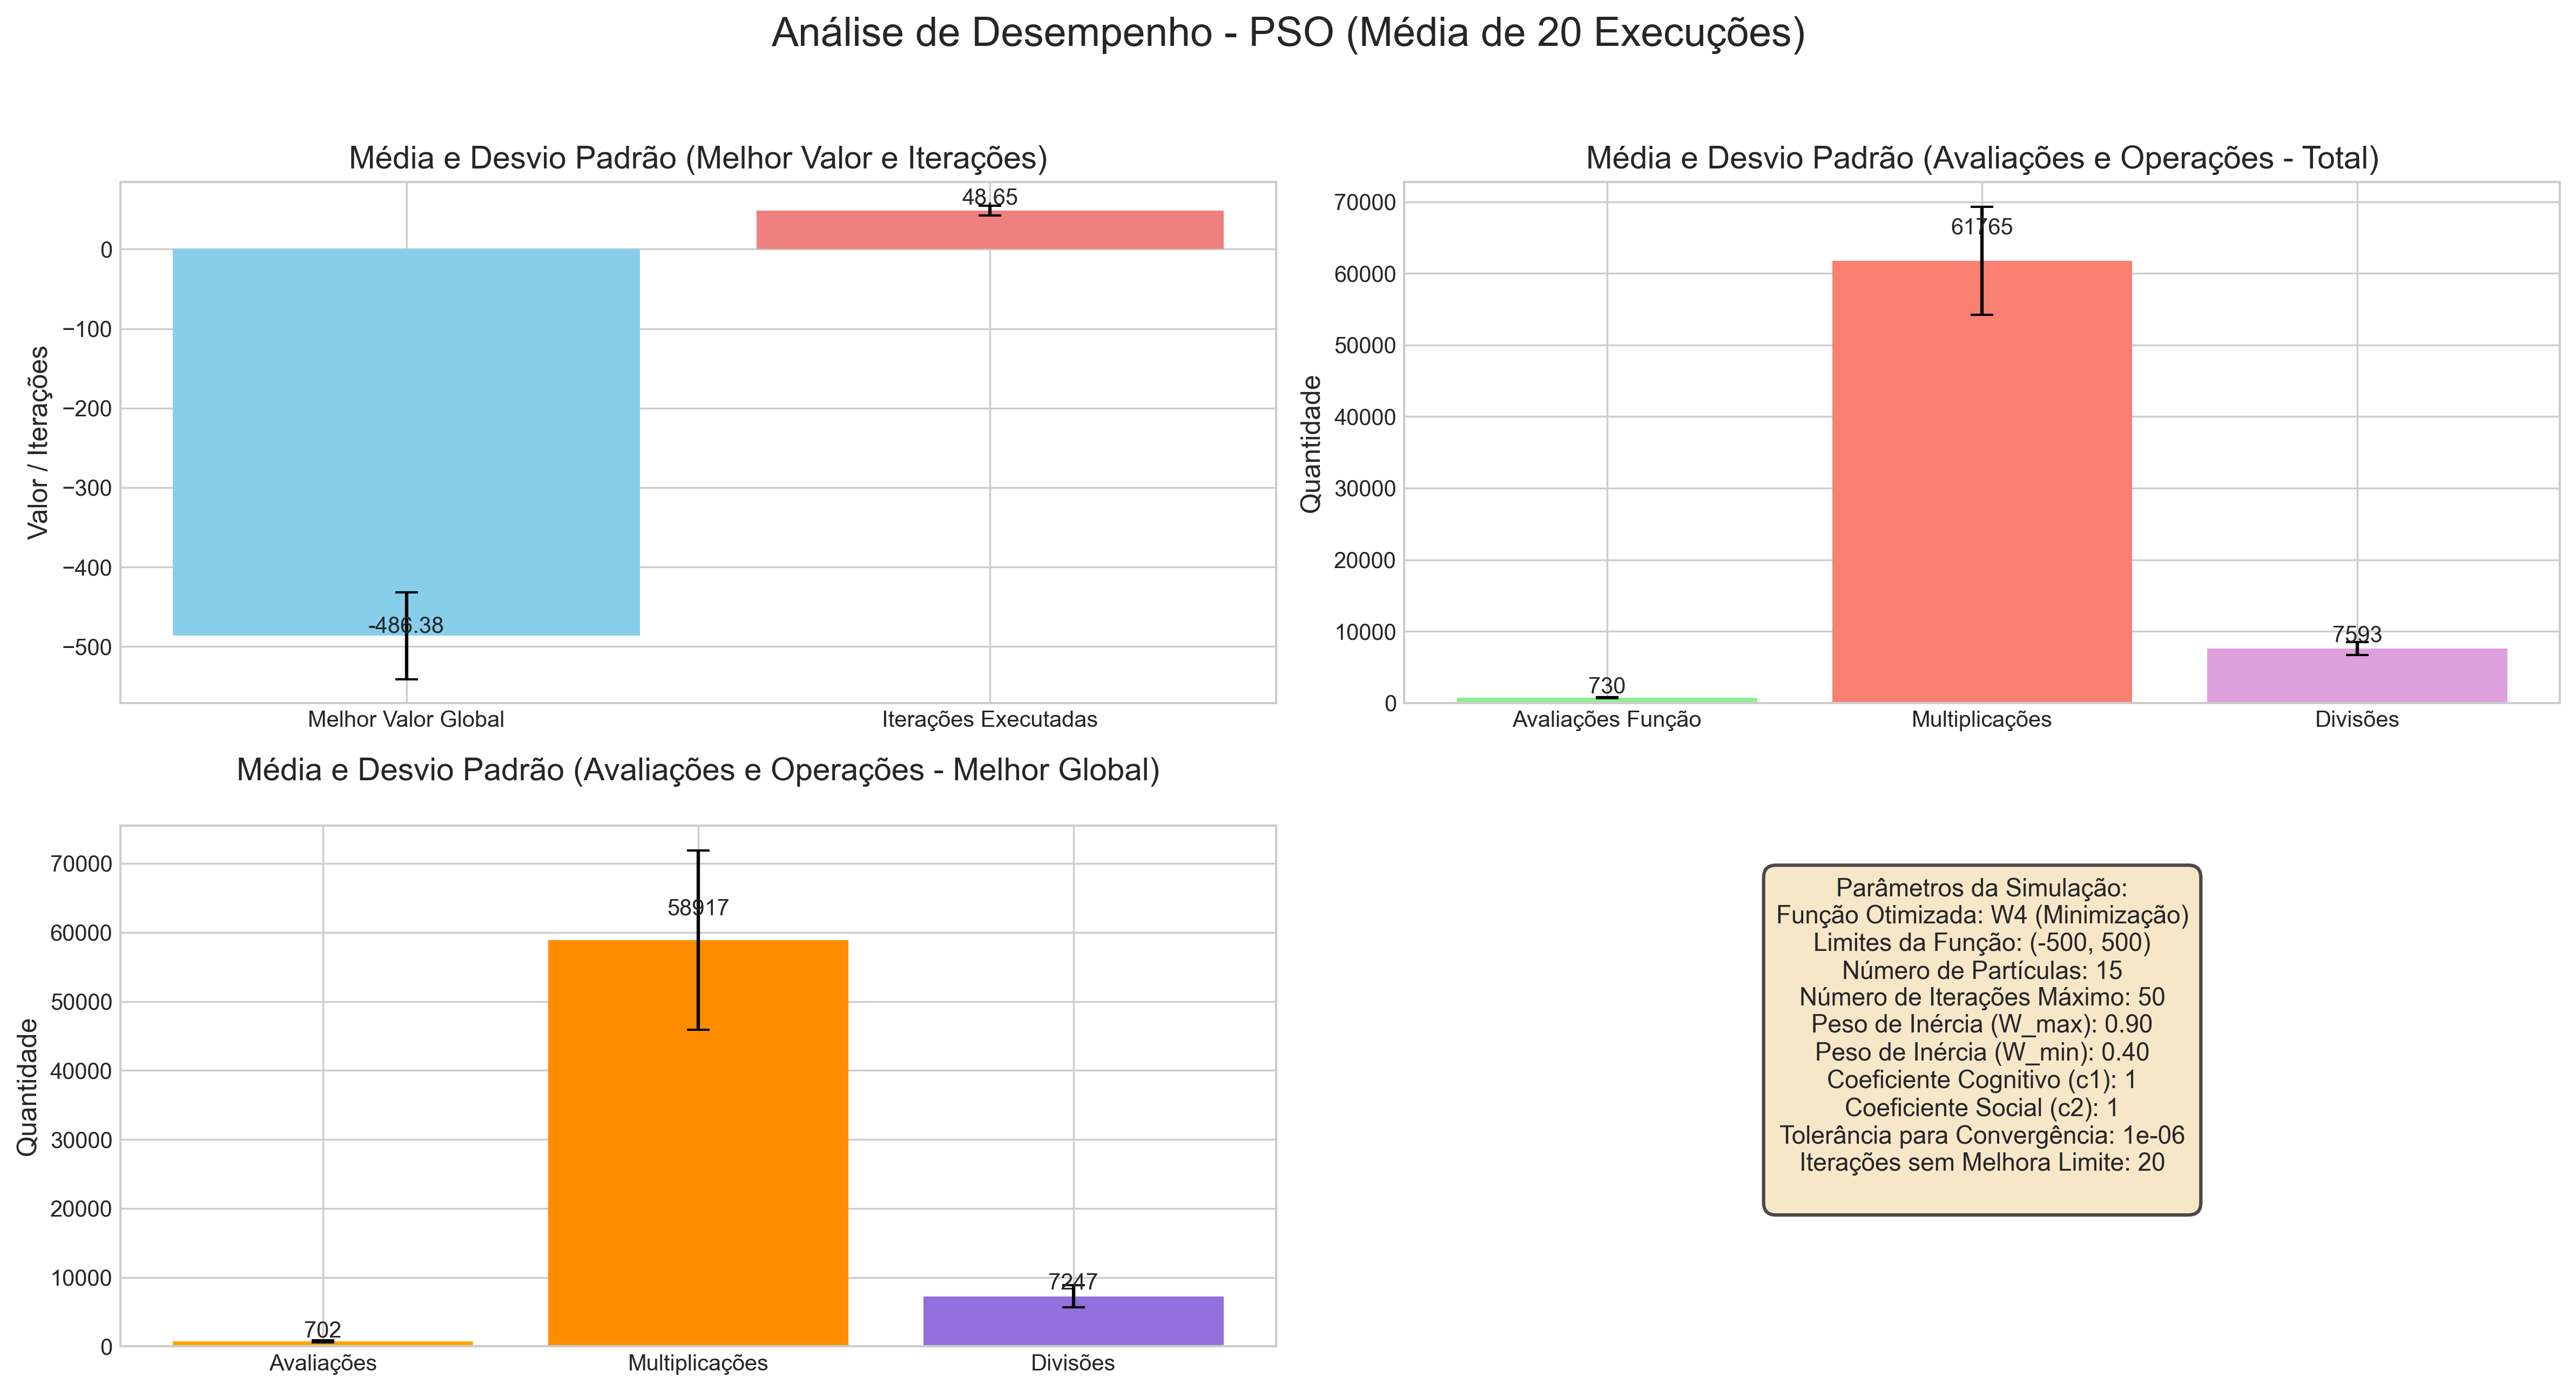 Análise de Desempenho - PSO (Média de 20 Execuções)
Média e Desvio Padrão (Melhor Valor e Iterações)
Valor / Iterações
0
−100
−200
−300
−400
−500
48.65
-486.38
Melhor Valor Global
Iterações Executadas
Média e Desvio Padrão (Avaliações e Operações - Total)
Quantidade
70000
60000
50000
40000
30000
20000
10000
0
730
61765
7593
Avaliações Função
Multiplicações
Divisões
Média e Desvio Padrão (Avaliações e Operações - Melhor Global)
Quantidade
70000
60000
50000
40000
30000
20000
10000
0
702
58917
7247
Avaliações
Multiplicações
Divisões
Parâmetros da Simulação:
Função Otimizada: W4 (Minimização)
Limites da Função: (-500, 500)
Número de Partículas: 15
Número de Iterações Máximo: 50
Peso de Inércia (W_max): 0.90
Peso de Inércia (W_min): 0.40
Coeficiente Cognitivo (c1): 1
Coeficiente Social (c2): 1
Tolerância para Convergência: 1e-06
Iterações sem Melhora Limite: 20